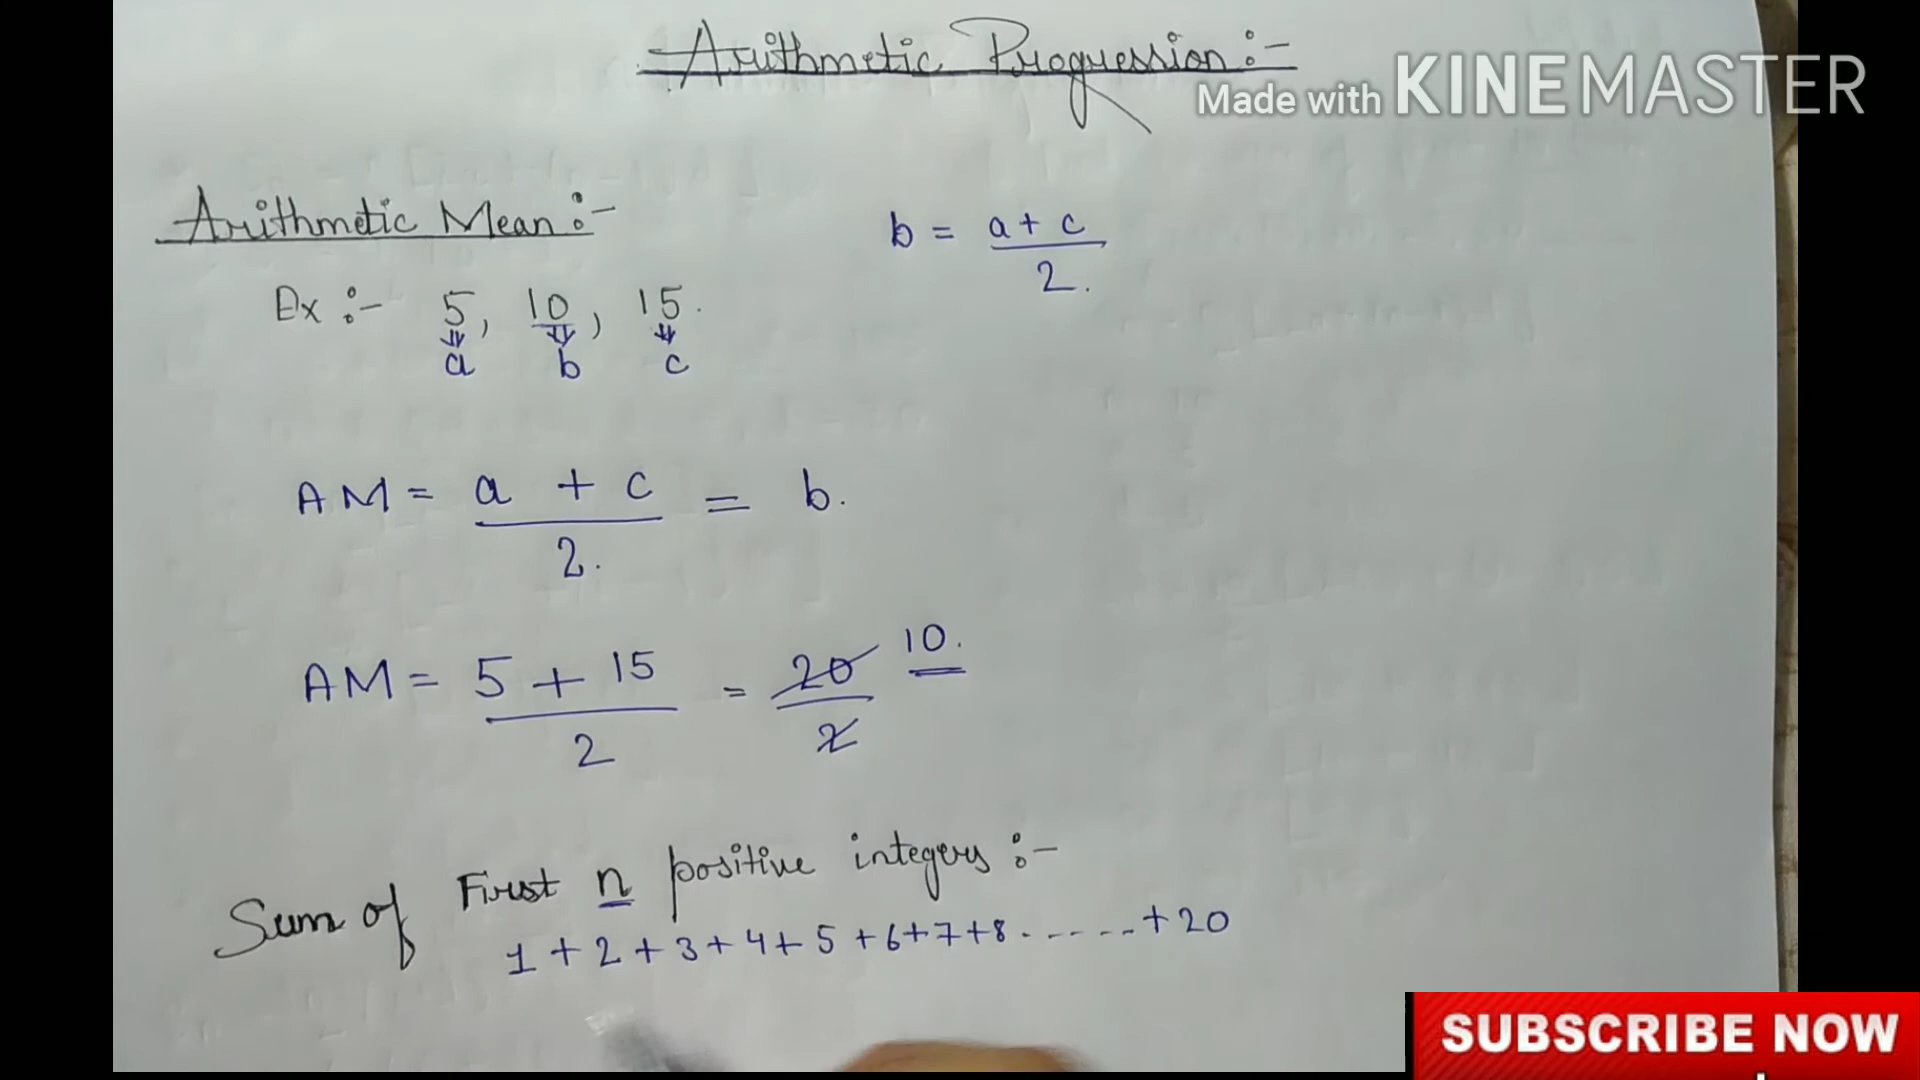 Arithmetic Progression :-
Made with KINEMASTER
Arithmetic Mean :-
b = a + c
2.
Ex :- 5, 10, 15.
a b c
AM = a + c = b.
2.
AM = 5 + 15 = 20 10.
2 2
Sum of First n positive integers :-
1 + 2 + 3 + 4 + 5 + 6 + 7 + 8 . - - - - - + 20
SUBSCRIBE NOW